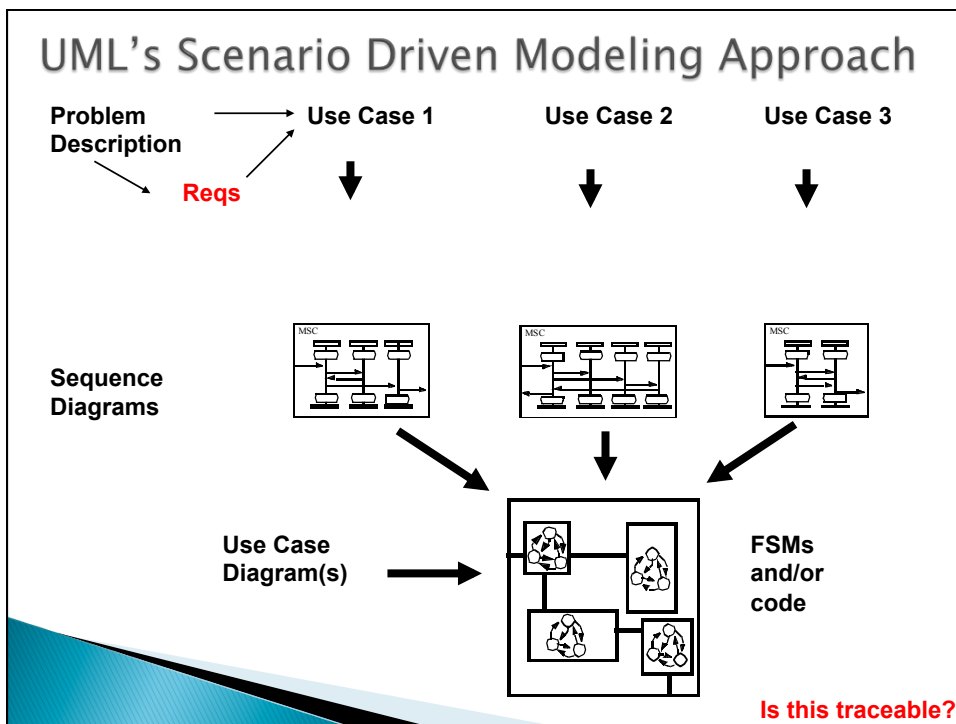 UML's Scenario Driven Modeling Approach
Problem
Description
Use Case 1
Use Case 2
Use Case 3
Reqs
MSC
MSC
MSC
Sequence
Diagrams
Use Case
Diagram(s)
FSMs
and/or
code
Is this traceable?